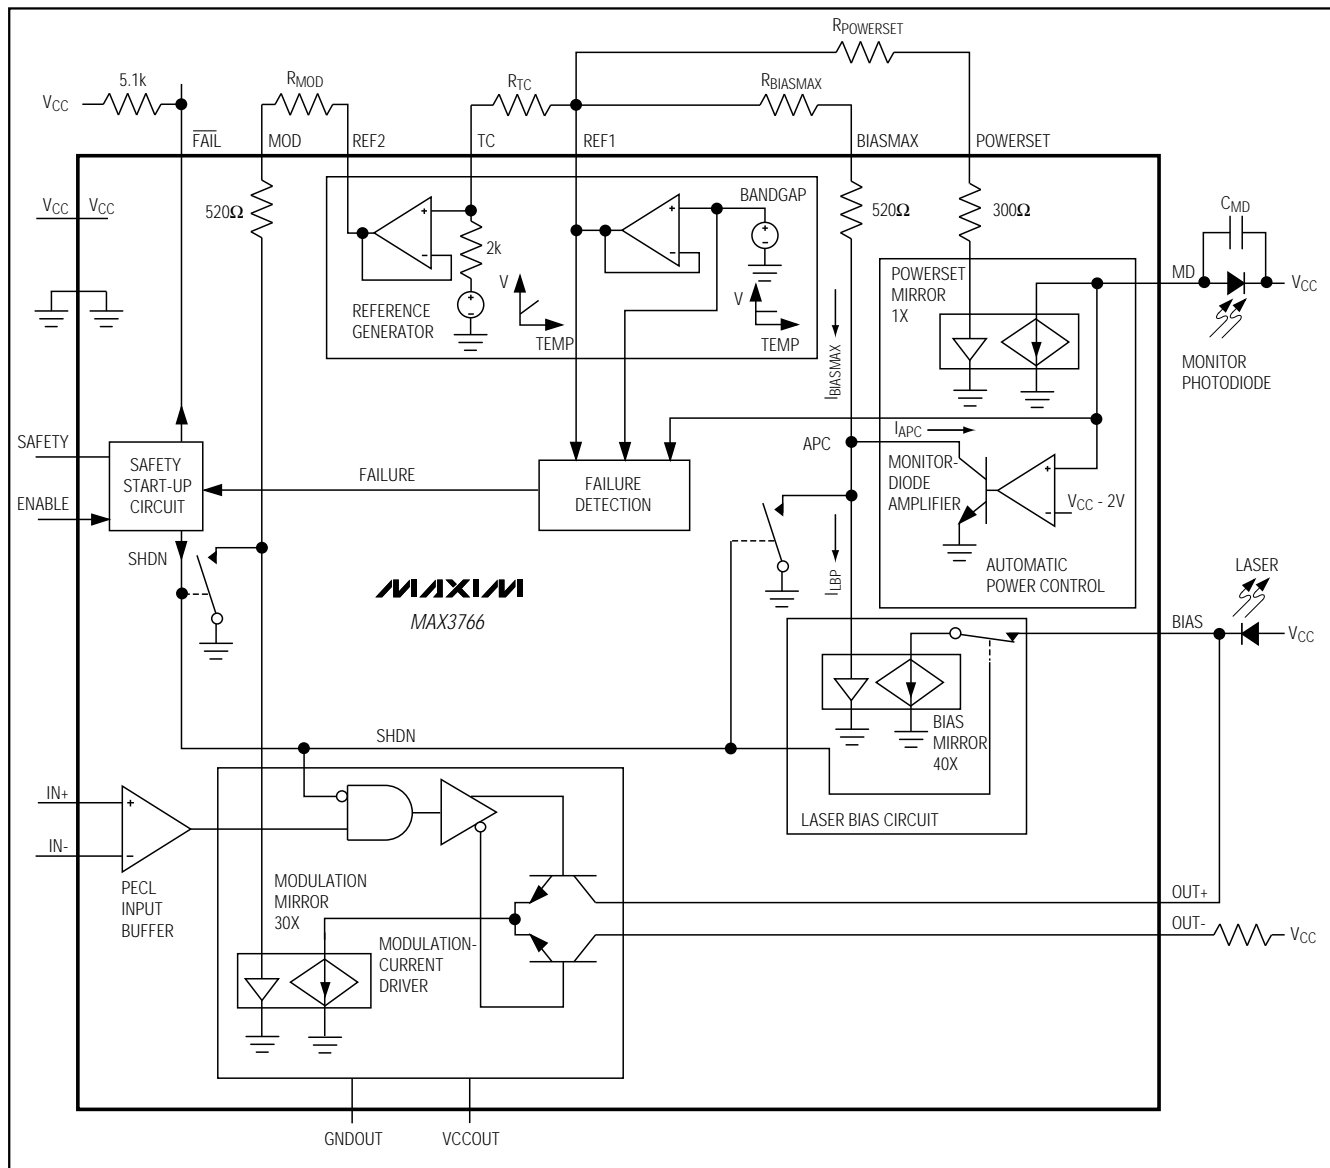 R_POWERSET
5.1k
R_MOD
R_TC
R_BIASMAX
V_CC
FAIL
MOD
REF2
TC
REF1
BIASMAX
POWERSET
V_CC V_CC
520Ω
BANDGAP
520Ω
300Ω
2k
C_MD
MD
V_CC
POWERSET
MIRROR
1X
REFERENCE
GENERATOR
V
TEMP
V
TEMP
MONITOR
PHOTODIODE
I_BIASMAX
I_APC
APC
MONITOR-
DIODE
AMPLIFIER
V_CC - 2V
AUTOMATIC
POWER CONTROL
SAFETY
ENABLE
SAFETY
START-UP
CIRCUIT
FAILURE
FAILURE
DETECTION
SHDN
I_LBP
MAXIM
MAX3766
LASER
BIAS
V_CC
BIAS
MIRROR
40X
LASER BIAS CIRCUIT
SHDN
IN+
IN-
PECL
INPUT
BUFFER
MODULATION
MIRROR
30X
MODULATION-
CURRENT
DRIVER
OUT+
OUT-
V_CC
GNDOUT
VCCOUT
+
-
+
-
+
-
+
-
+
-
+
-